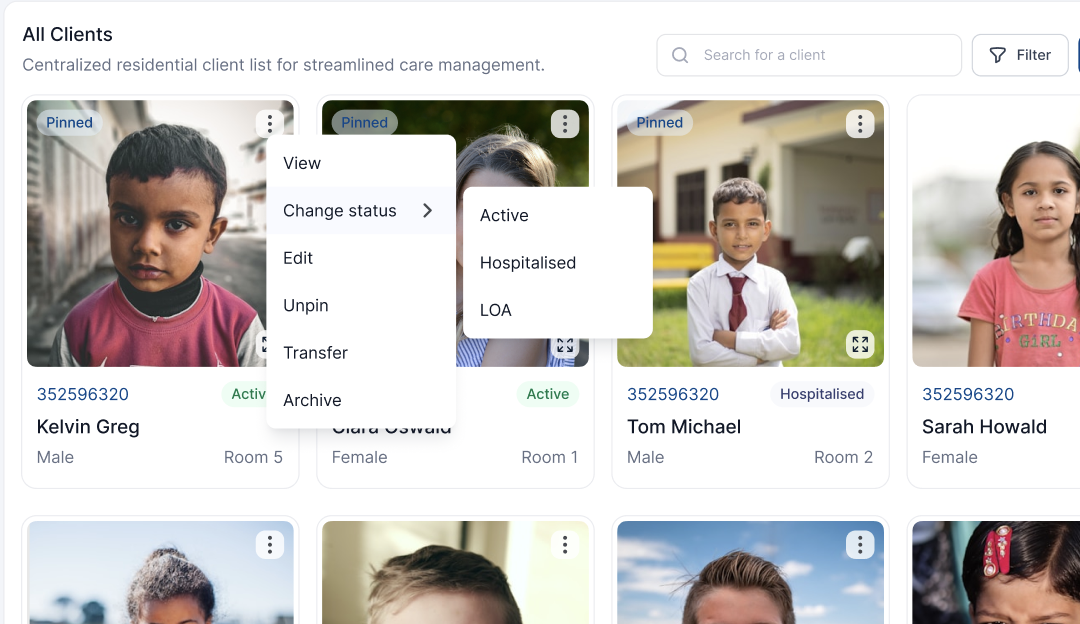 All Clients
Centralized residential client list for streamlined care management.
Search for a client
Filter
Pinned
Pinned
Pinned
View
Change status
Edit
Unpin
Transfer
Archive
Active
Hospitalised
LOA
BIRTHDAY
GIRL
352596320
Kelvin Greg
Male
Room 5
Active
Clara Oswald
Female
Room 1
352596320
Hospitalised
Tom Michael
Male
Room 2
352596320
Sarah Howald
Female